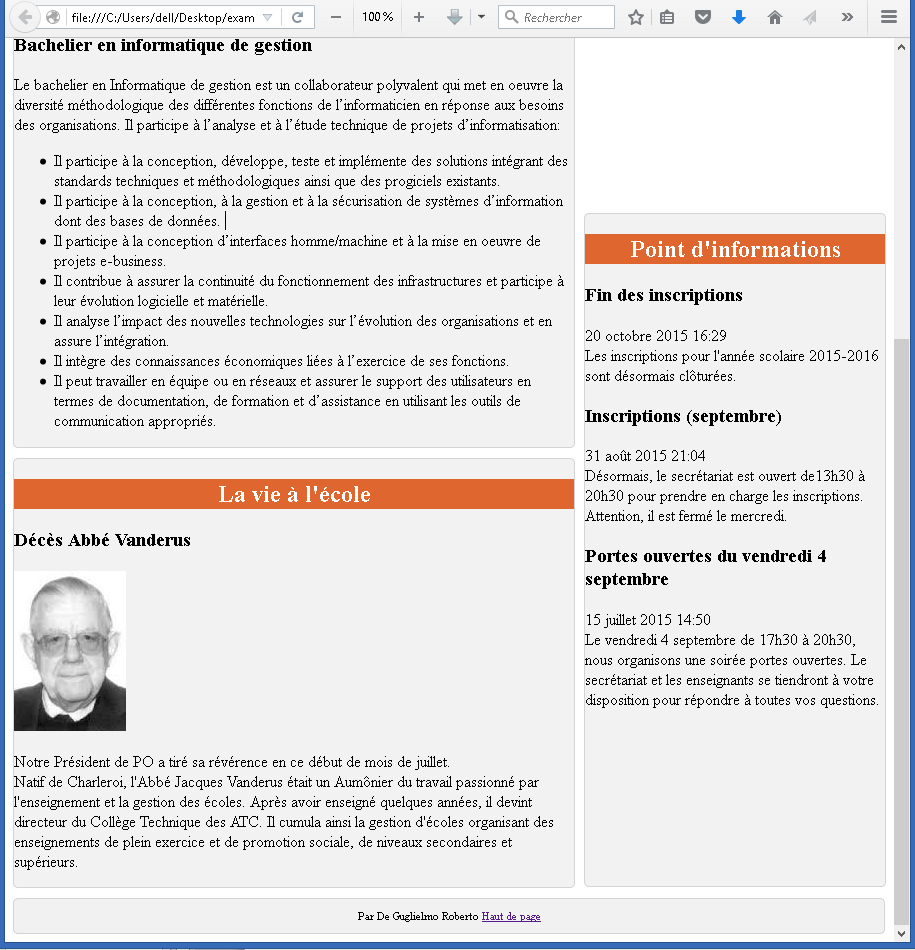 file:///C:/Users/dell/Desktop/exam
100%
Rechercher
Bachelier en informatique de gestion
Le bachelier en Informatique de gestion est un collaborateur polyvalent qui met en oeuvre la
diversité méthodologique des différentes fonctions de l’informaticien en réponse aux besoins
des organisations. Il participe à l’analyse et à l’étude technique de projets d’informatisation:
• Il participe à la conception, développe, teste et implémente des solutions intégrant des
standards techniques et méthodologiques ainsi que des progiciels existants.
• Il participe à la conception, à la gestion et à la sécurisation de systèmes d’information
dont des bases de données.
• Il participe à la conception d’interfaces homme/machine et à la mise en oeuvre de
projets e-business.
• Il contribue à assurer la continuité du fonctionnement des infrastructures et participe à
leur évolution logicielle et matérielle.
• Il analyse l’impact des nouvelles technologies sur l’évolution des organisations et en
assure l’intégration.
• Il intègre des connaissances économiques liées à l’exercice de ses fonctions.
• Il peut travailler en équipe ou en réseaux et assurer le support des utilisateurs en
termes de documentation, de formation et d’assistance en utilisant les outils de
communication appropriés.
La vie à l'école
Décès Abbé Vanderus
Notre Président de PO a tiré sa révérence en ce début de mois de juillet.
Natif de Charleroi, l'Abbé Jacques Vanderus était un Aumônier du travail passionné par
l'enseignement et la gestion des écoles. Après avoir enseigné quelques années, il devint
directeur du Collège Technique des ATC. Il cumula ainsi la gestion d'écoles organisant des
enseignements de plein exercice et de promotion sociale, de niveaux secondaires et
supérieurs.
Point d'informations
Fin des inscriptions
20 octobre 2015 16:29
Les inscriptions pour l'année scolaire 2015-2016
sont désormais clôturées.
Inscriptions (septembre)
31 août 2015 21:04
Désormais, le secrétariat est ouvert de13h30 à
20h30 pour prendre en charge les inscriptions.
Attention, il est fermé le mercredi.
Portes ouvertes du vendredi 4
septembre
15 juillet 2015 14:50
Le vendredi 4 septembre de 17h30 à 20h30,
nous organisons une soirée portes ouvertes. Le
secrétariat et les enseignants se tiendront à votre
disposition pour répondre à toutes vos questions.
Par De Guglielmo Roberto Haut de page